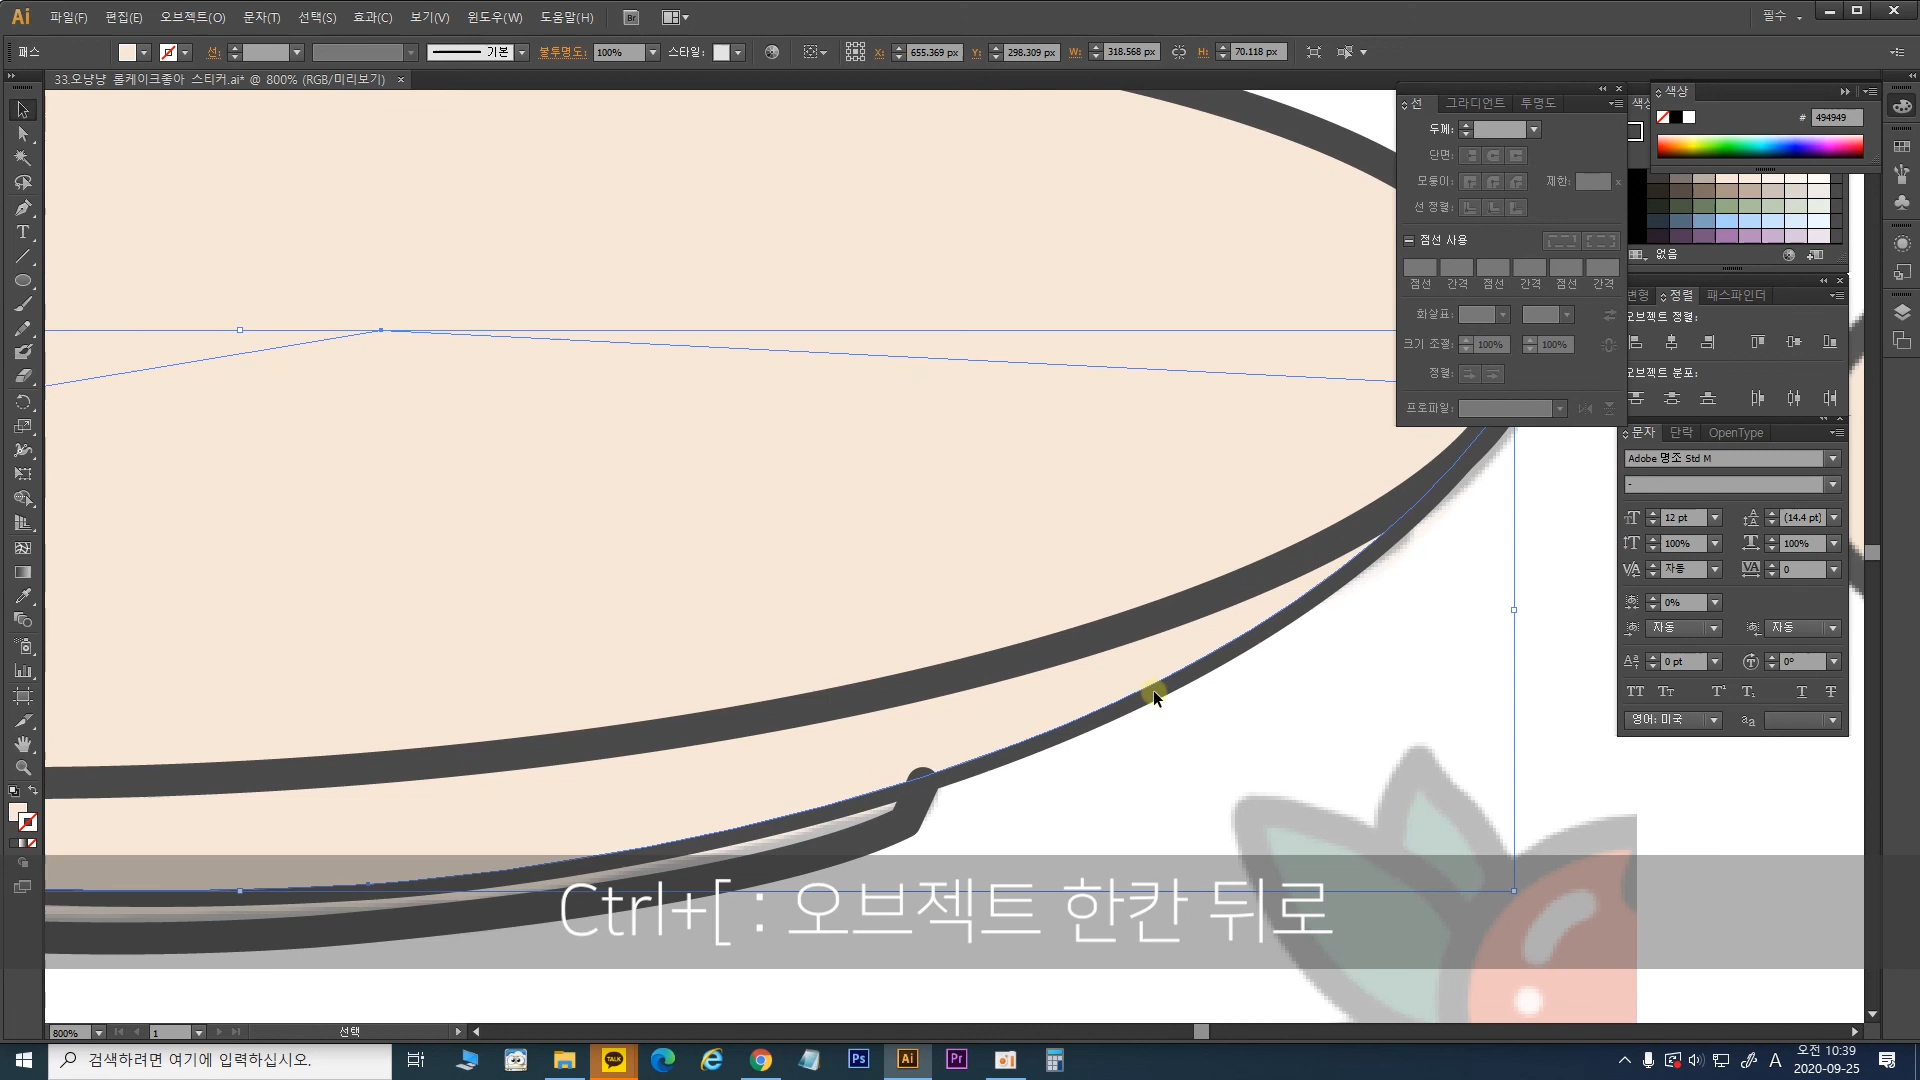 Ai 파일(F) 편집(E) 오브젝트(O) 문자(T) 선택(S) 효과(C) 보기(V) 윈도우(W) 도움말(H) Br 필수
패스 선: 기본 불투명도: 100% 스타일: X: 655.369 px Y: 298.309 px W: 318.568 px H: 70.118 px
33.오냥냥 롤케이크좋아 스티커.ai* @ 800% (RGB/미리보기) ×
선 그라디언트 투명도
두께:
단면:
모퉁이: 제한: x
선 정렬:
점선 사용
점선 간격 점선 간격 점선 간격
화살표:
크기 조절: 100% 100%
정렬:
프로파일:
색상
# 494949
없음
변형 정렬 패스파인더
오브젝트 정렬:
오브젝트 분포:
문자 단락 OpenType
Adobe 명조 Std M
-
12 pt (14.4 pt)
100% 100%
자동 0
0%
자동 자동
0 pt 0°
영어: 미국
Ctrl+[ : 오브젝트 한칸 뒤로
800% 1 선택
검색하려면 여기에 입력하십시오.
TALK
Ps Ai Pr
A 오전 10:39
2020-09-25